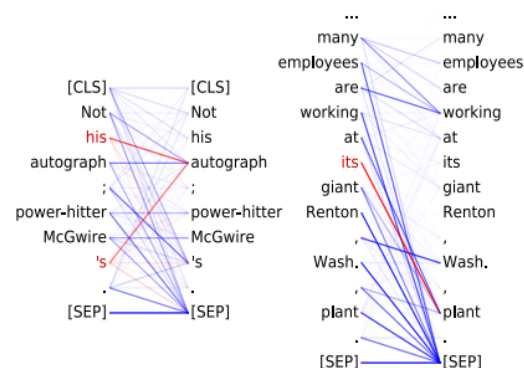 [CLS] [CLS]
Not Not
his his
autograph autograph
; ;
power-hitter power-hitter
McGwire McGwire
's 's
. .
[SEP] [SEP]
... ...
many many
employees employees
are are
working working
at at
its its
giant giant
Renton Renton
, ,
Wash. Wash.
, ,
plant plant
. .
[SEP] [SEP]